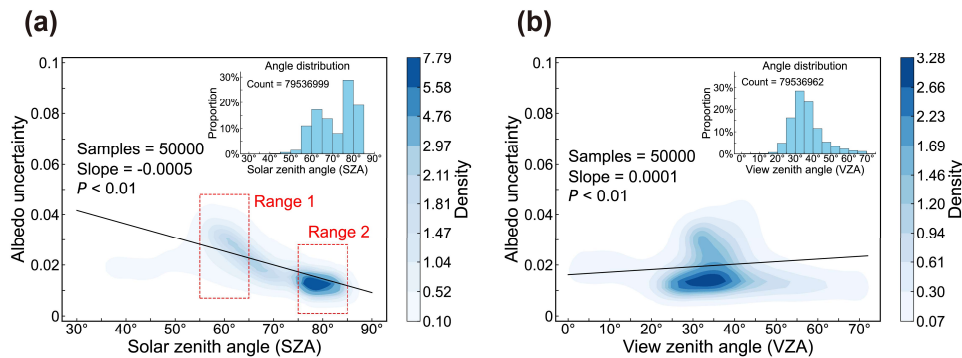 (a)
0.1
0.08
0.06
0.04
0.02
0
Albedo uncertainty
30° 40° 50° 60° 70° 80° 90°
Solar zenith angle (SZA)
Samples = 50000
Slope = -0.0005
P < 0.01
Range 1
Range 2
Angle distribution
Count = 79536999
30%
20%
10%
0%
Proportion
30° 40° 50° 60° 70° 80° 90°
Solar zenith angle (SZA)
7.79
5.58
4.76
2.97
2.11
1.81
1.47
1.04
0.52
0.10
Density
(b)
0.1
0.08
0.06
0.04
0.02
0
Albedo uncertainty
0° 10° 20° 30° 40° 50° 60° 70°
View zenith angle (VZA)
Samples = 50000
Slope = 0.0001
P < 0.01
Angle distribution
Count = 79536962
30%
20%
10%
0%
Proportion
0° 10° 20° 30° 40° 50° 60° 70°
View zenith angle (VZA)
3.28
2.66
2.23
1.69
1.46
1.24
0.94
0.61
0.30
0.07
Density